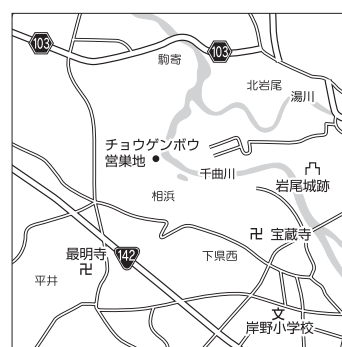 103
103
駒寄
北岩尾
湯川
チョウゲンボウ
営巣地
千曲川
岩尾城跡
相浜
宝蔵寺
最明寺
142
下県西
平井
文
岸野小学校